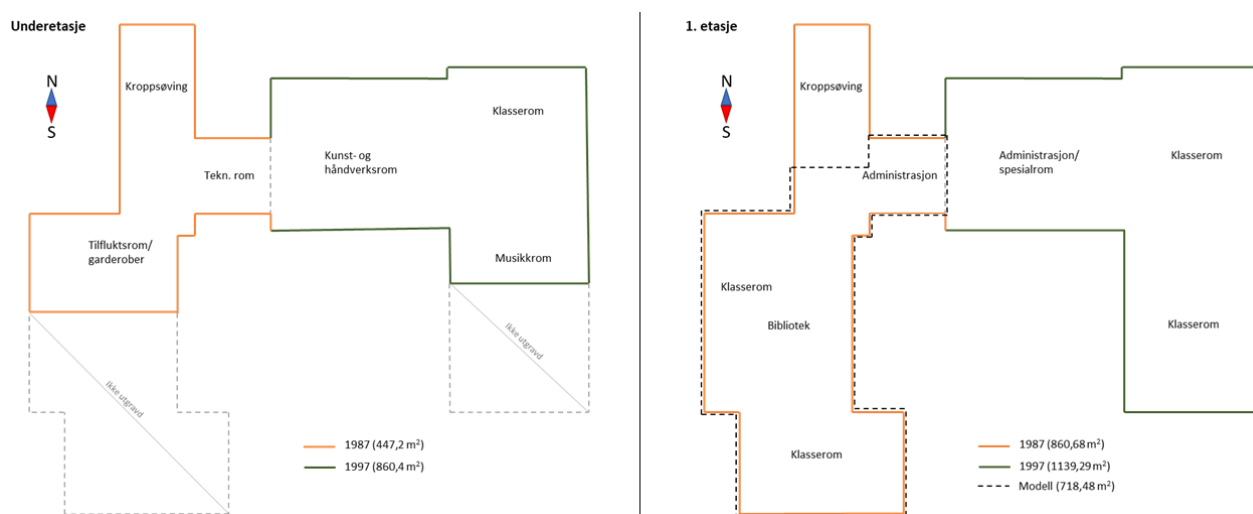 Underetasje
N
S
Kroppsøving
Klasserom
Kunst- og
håndverksrom
Tekn. rom
Tilfluktsrom/
garderober
Musikkrom
Ikke utgravd
Ikke utgravd
1987 (447,2 m²)
1997 (860,4 m²)
1. etasje
N
S
Kroppsøving
Administrasjon/
spesialrom
Klasserom
Administrasjon
Klasserom
Bibliotek
Klasserom
Klasserom
1987 (860,68 m²)
1997 (1139,29 m²)
Modell (718,48 m²)